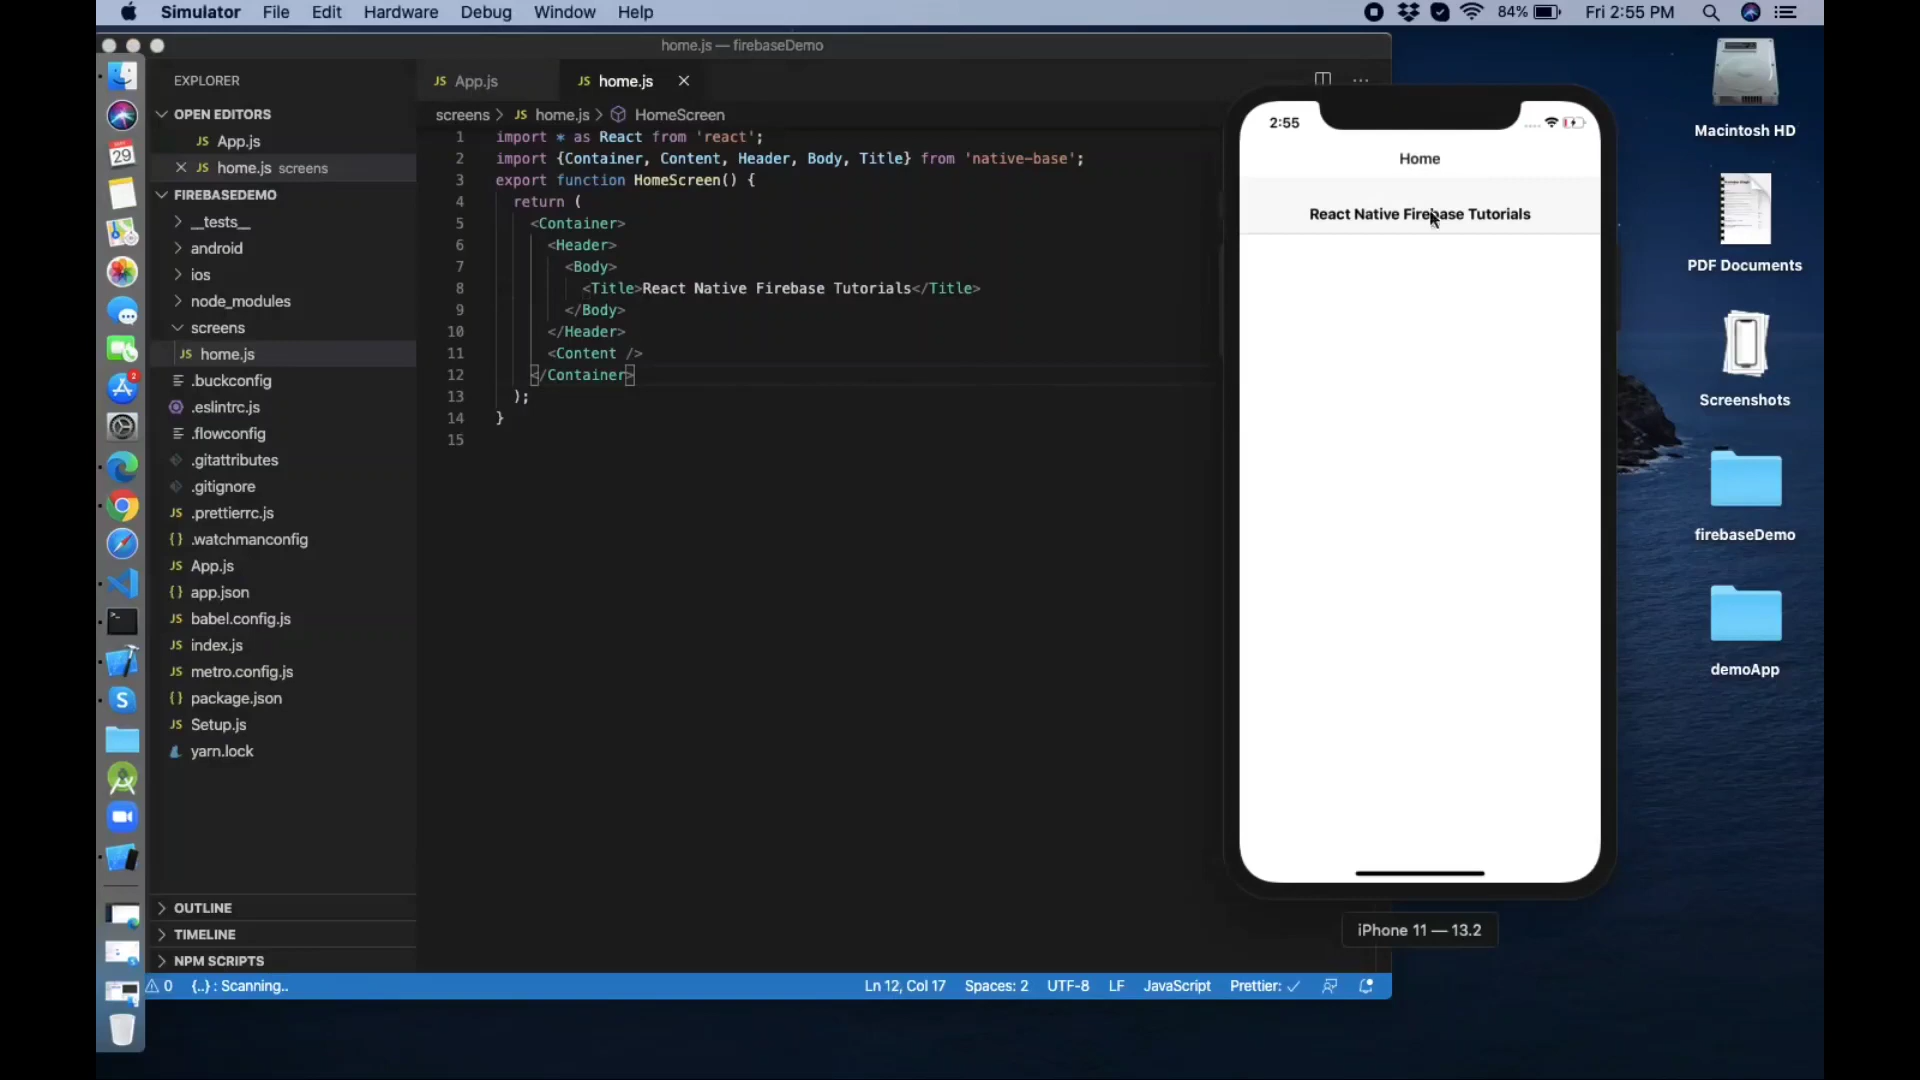 Simulator File Edit Hardware Debug Window Help 84% Fri 2:55 PM
home.js — firebaseDemo
EXPLORER
OPEN EDITORS
JS App.js
JS home.js screens
FIREBASEDEMO
__tests__
android
ios
node_modules
screens
JS home.js
.buckconfig
.eslintrc.js
.flowconfig
.gitattributes
.gitignore
JS .prettierrc.js
{} .watchmanconfig
JS App.js
{} app.json
JS babel.config.js
JS index.js
JS metro.config.js
{} package.json
JS Setup.js
yarn.lock
OUTLINE
TIMELINE
NPM SCRIPTS
29
2
JS App.js JS home.js
screens > JS home.js > HomeScreen
1 import * as React from 'react';
2 import {Container, Content, Header, Body, Title} from 'native-base';
3 export function HomeScreen() {
4 return (
5 <Container>
6 <Header>
7 <Body>
8 <Title>React Native Firebase Tutorials</Title>
9 </Body>
10 </Header>
11 <Content />
12 </Container>
13 );
14 }
15
0 {..} : Scanning.. Ln 12, Col 17 Spaces: 2 UTF-8 LF JavaScript Prettier: ✓
2:55
Home
React Native Firebase Tutorials
iPhone 11 — 13.2
Macintosh HD
PDF Documents
Screenshots
firebaseDemo
demoApp